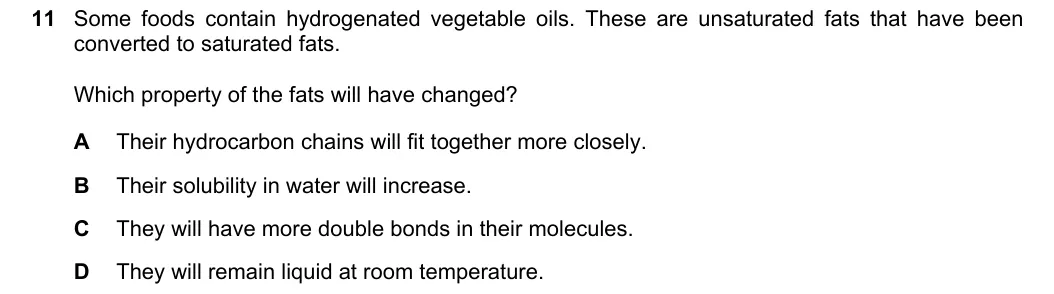 11 Some foods contain hydrogenated vegetable oils. These are unsaturated fats that have been
converted to saturated fats.
Which property of the fats will have changed?
A Their hydrocarbon chains will fit together more closely.
B Their solubility in water will increase.
C They will have more double bonds in their molecules.
D They will remain liquid at room temperature.